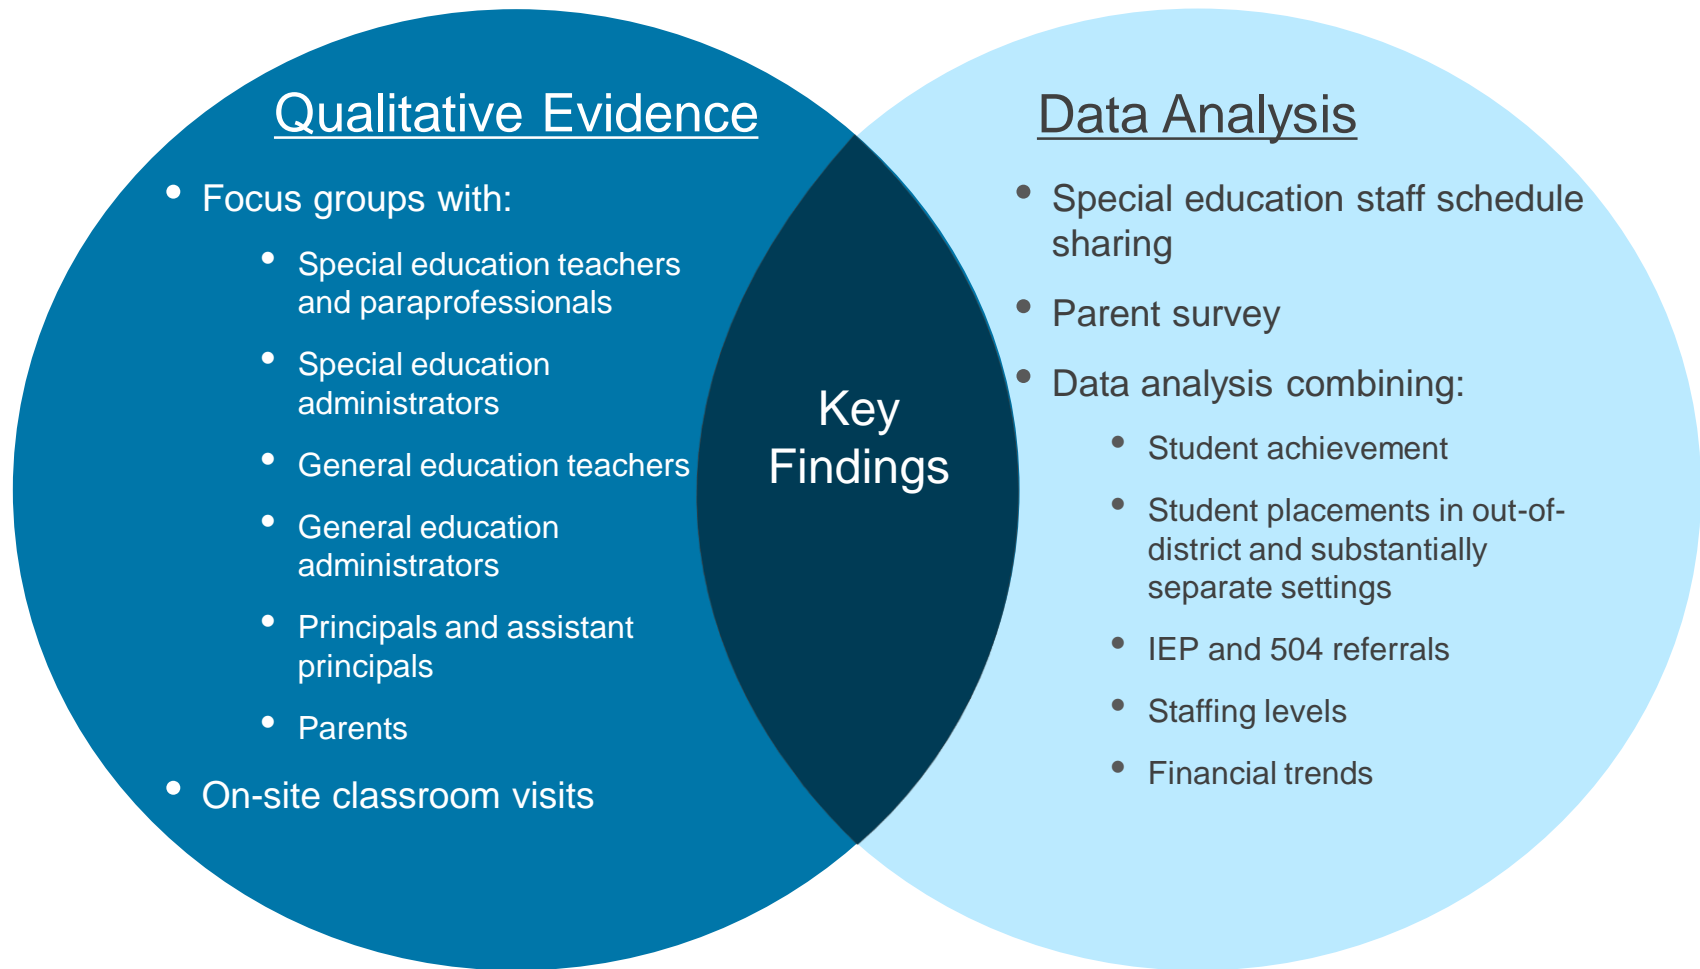 Qualitative Evidence
• Focus groups with:
• Special education teachers
and paraprofessionals
• Special education
administrators
• General education teachers
• General education
administrators
• Principals and assistant
principals
• Parents
• On-site classroom visits
Key
Findings
Data Analysis
• Special education staff schedule
sharing
• Parent survey
• Data analysis combining:
• Student achievement
• Student placements in out-of-
district and substantially
separate settings
• IEP and 504 referrals
• Staffing levels
• Financial trends